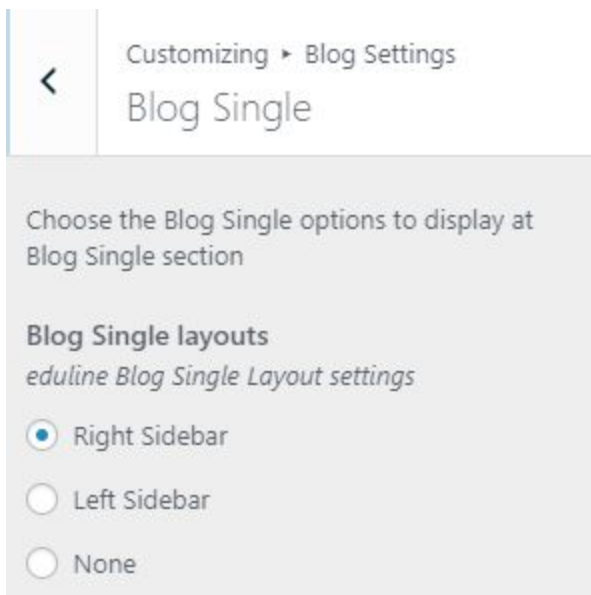 Customizing ▸ Blog Settings
Blog Single
Choose the Blog Single options to display at
Blog Single section
Blog Single layouts
eduline Blog Single Layout settings
Right Sidebar
Left Sidebar
None